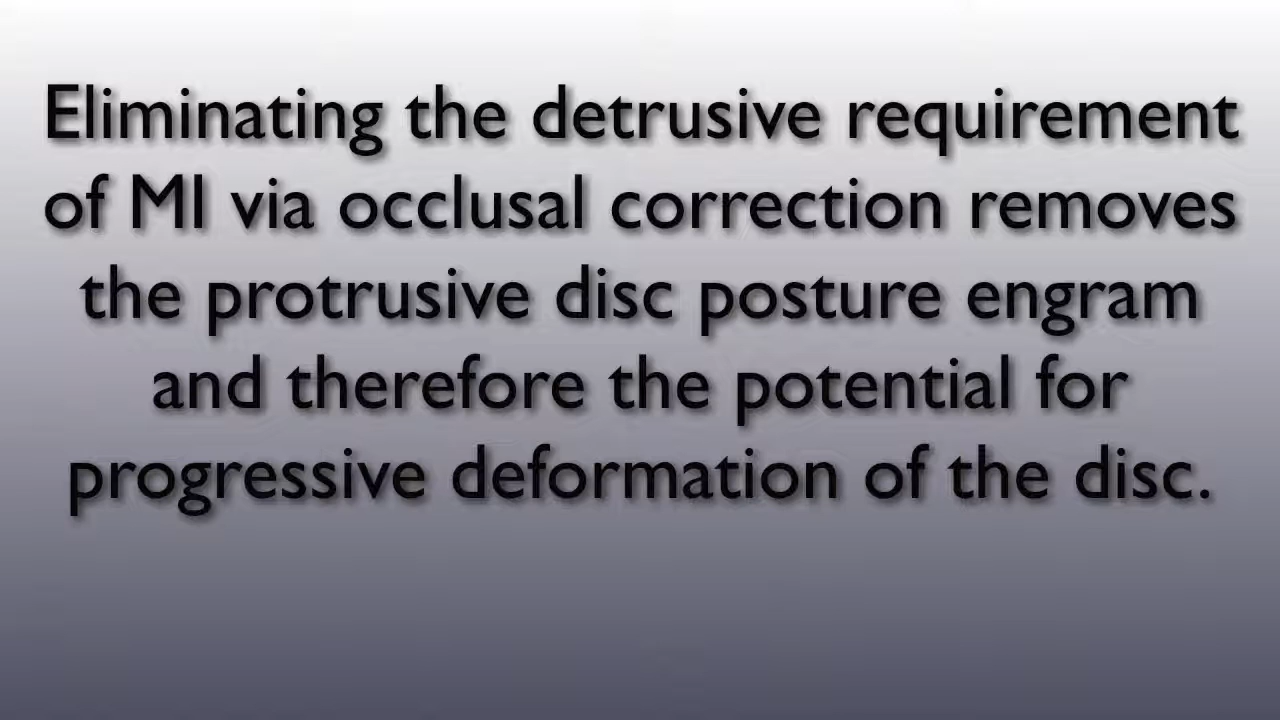 Eliminating the detrusive requirement
of MI via occlusal correction removes
the protrusive disc posture engram
and therefore the potential for
progressive deformation of the disc.